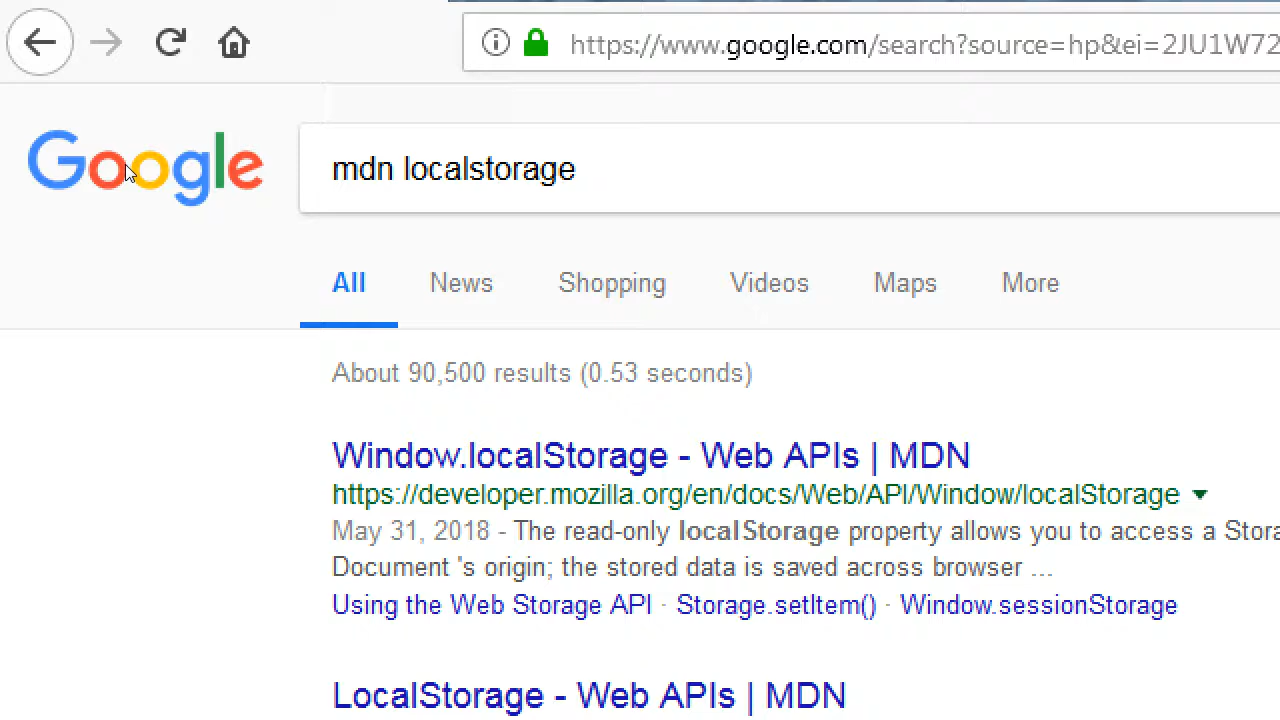 https://www.google.com/search?source=hp&ei=2JU1W72
Google
mdn localstorage
All News Shopping Videos Maps More
About 90,500 results (0.53 seconds)
Window.localStorage - Web APIs | MDN
https://developer.mozilla.org/en/docs/Web/API/Window/localStorage
May 31, 2018 - The read-only localStorage property allows you to access a Stora
Document 's origin; the stored data is saved across browser ...
Using the Web Storage API · Storage.setItem() · Window.sessionStorage
LocalStorage - Web APIs | MDN